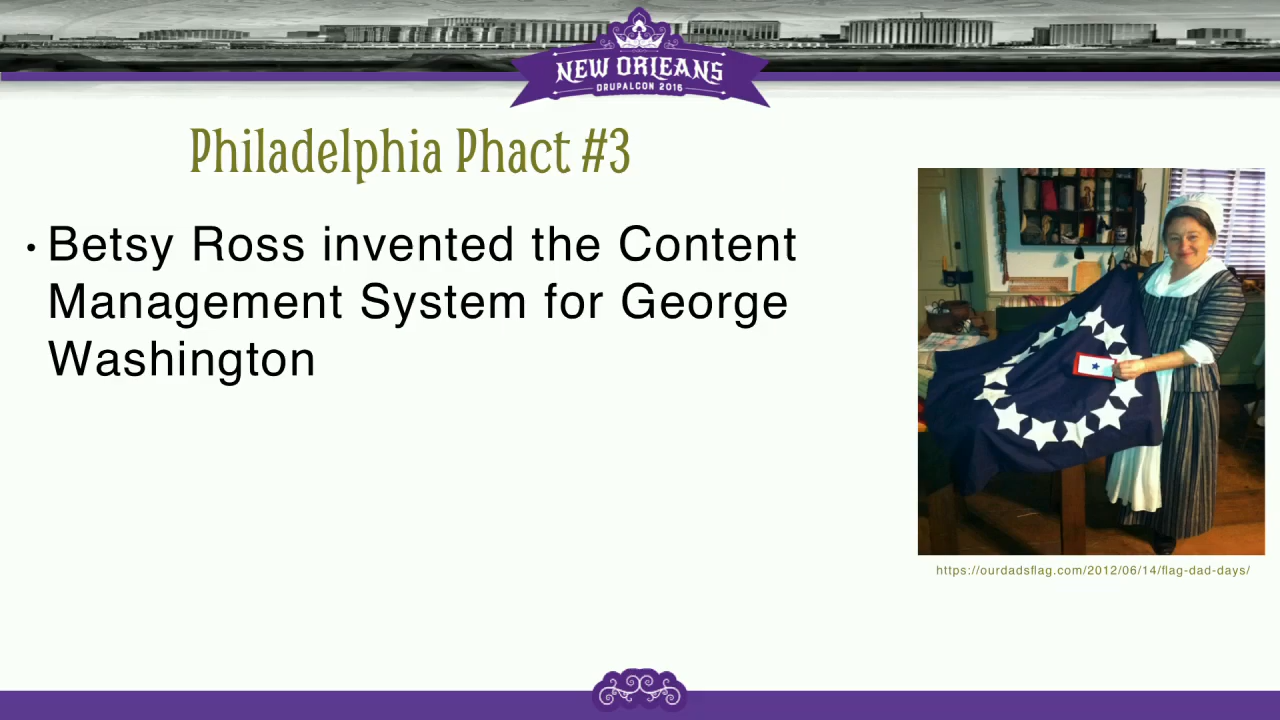 NEW ORLEANS
DRUPALCON 2016
Philadelphia Phact #3
• Betsy Ross invented the Content
Management System for George
Washington
https://ourdadsflag.com/2012/06/14/flag-dad-days/